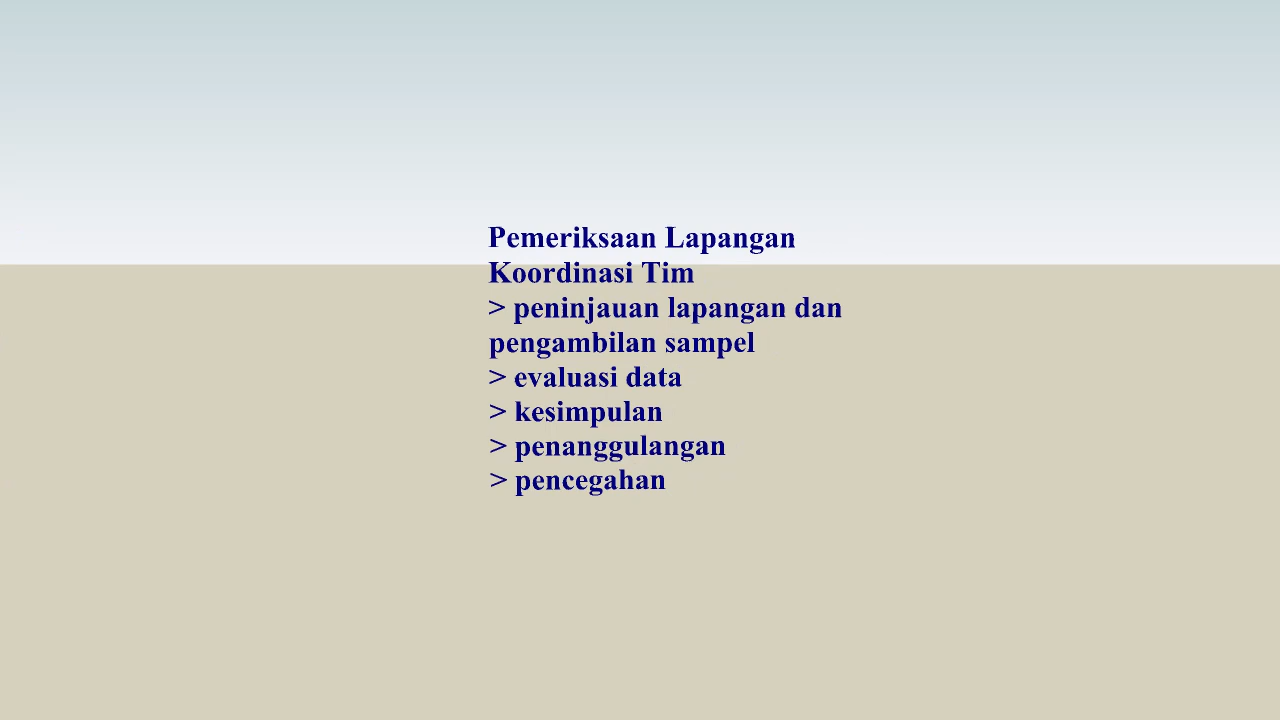 Pemeriksaan Lapangan
Koordinasi Tim
> peninjauan lapangan dan
pengambilan sampel
> evaluasi data
> kesimpulan
> penanggulangan
> pencegahan